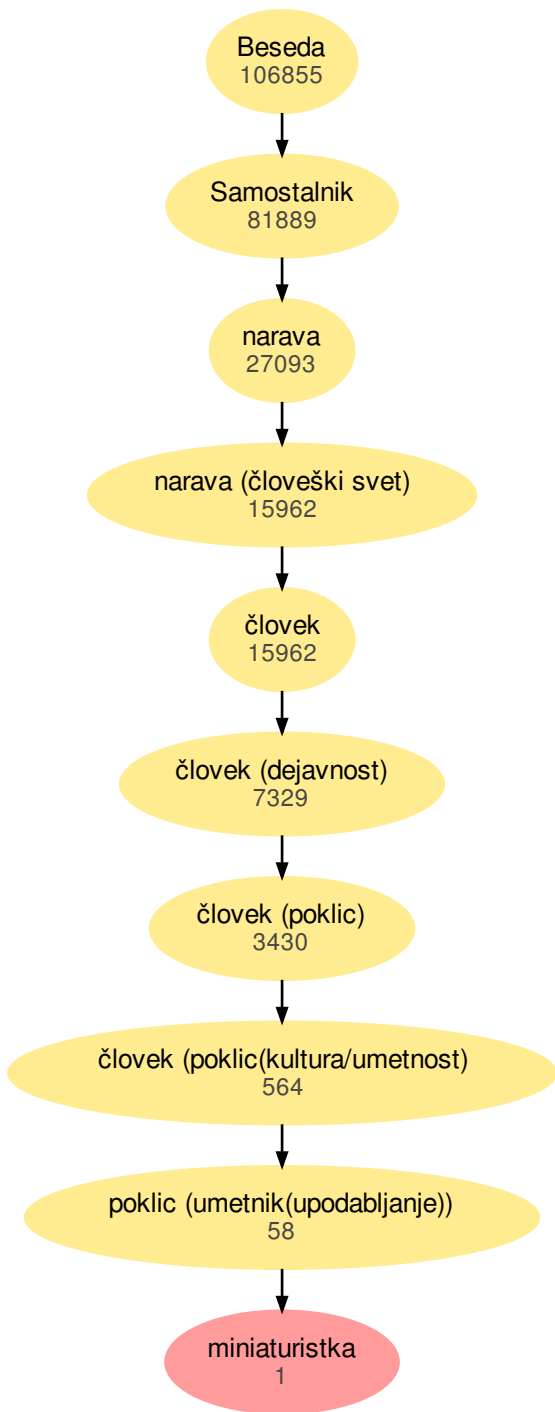 Beseda
106855
Samostalnik
81889
narava
27093
narava (človeški svet)
15962
človek
15962
človek (dejavnost)
7329
človek (poklic)
3430
človek (poklic(kultura/umetnost)
564
poklic (umetnik(upodabljanje))
58
miniaturistka
1